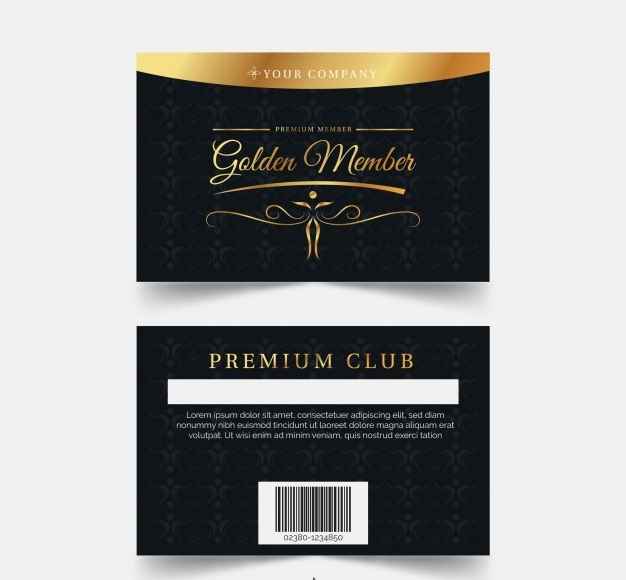 YOUR COMPANY
PREMIUM MEMBER
Golden Member
PREMIUM CLUB
Lorem ipsum dolor sit amet, consectetuer adipiscing elit, sed diam
nonummy nibh euismod tincidunt ut laoreet dolore magna aliquam erat
volutpat. Ut wisi enim ad minim veniam, quis nostrud exerci tation
02380-1234850